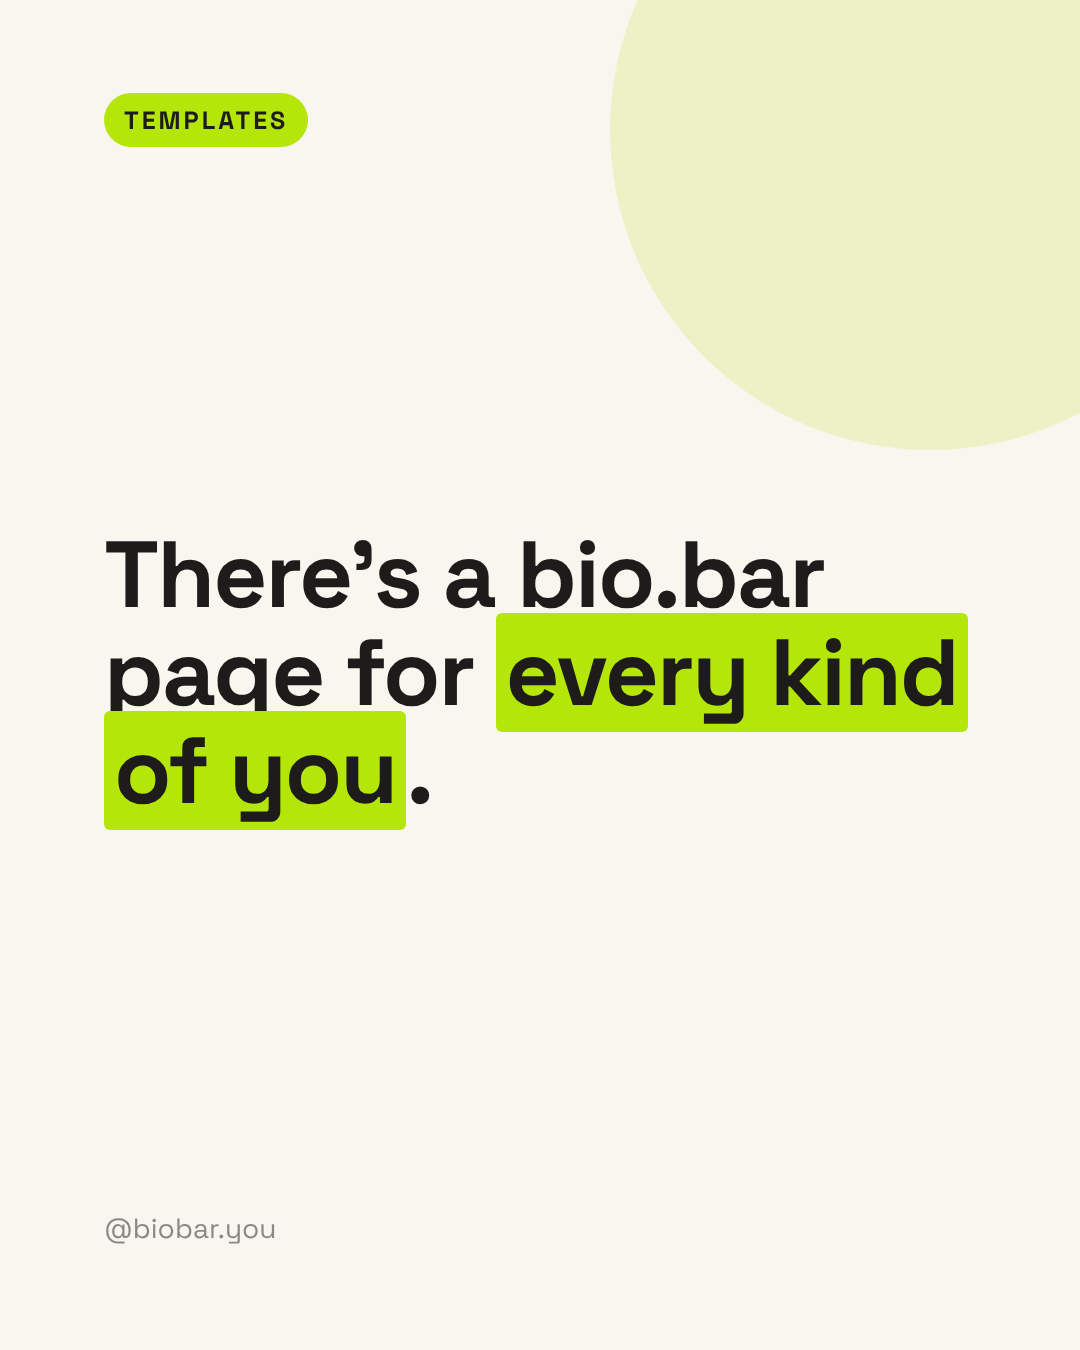 TEMPLATES
There’s a bio.bar
page for every kind
of you.
@biobar.you